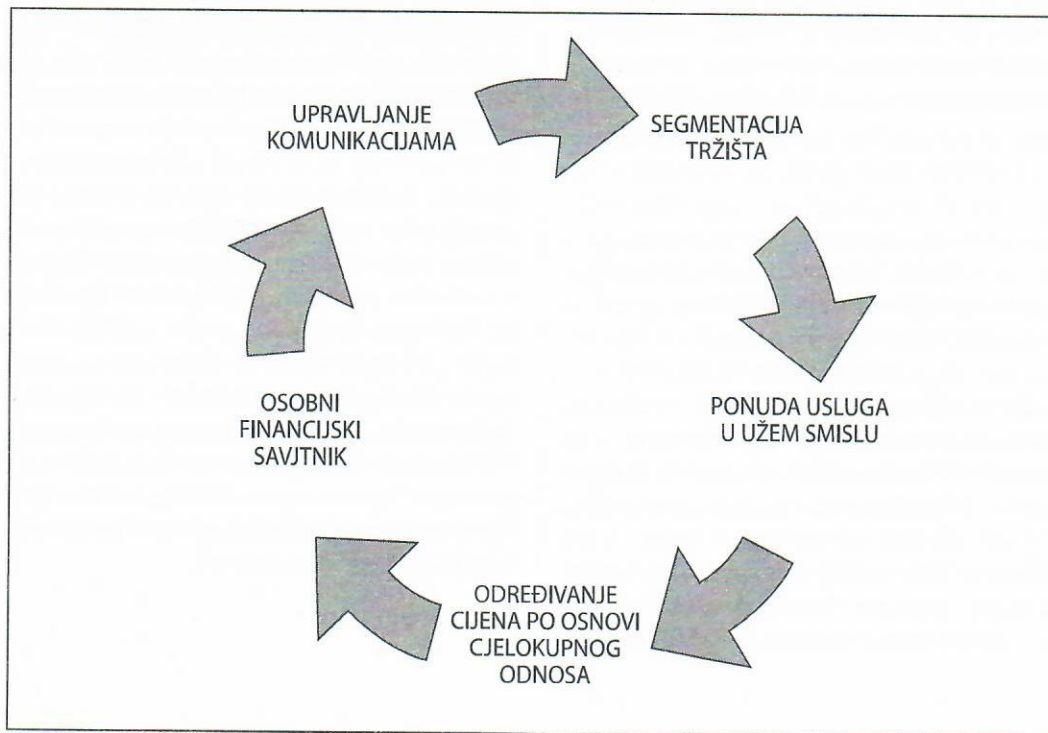 UPRAVLJANJE
KOMUNIKACIJAMA
SEGMENTACIJA
TRŽIŠTA
PONUDA USLUGA
U UŽEM SMISLU
ODREĐIVANJE
CIJENA PO OSNOVI
CJELOKUPNOG
ODNOSA
OSOBNI
FINANCIJSKI
SAVJTNIK